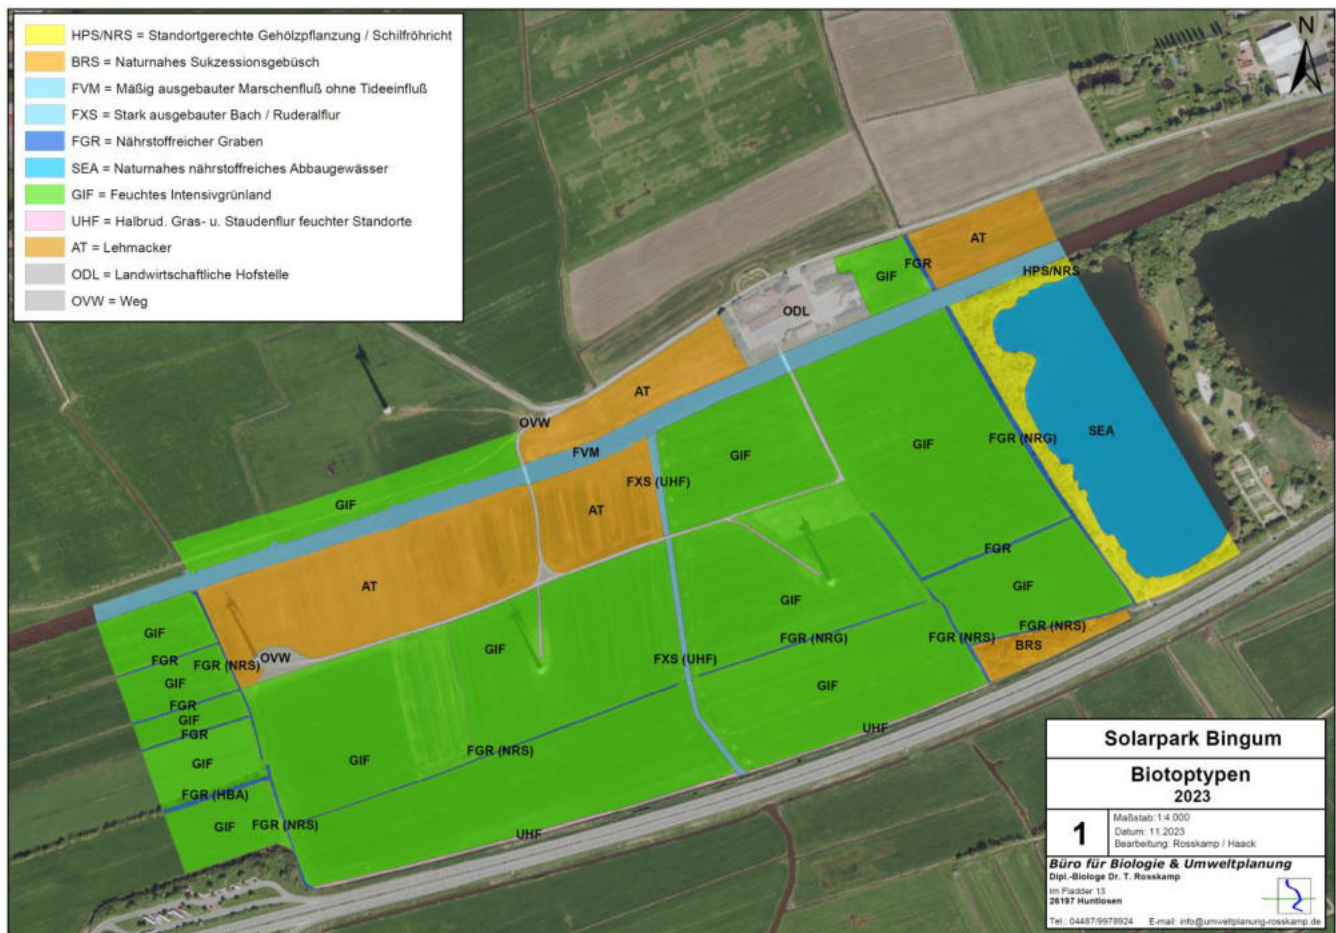 HPS/NRS = Standortgerechte Gehölzpflanzung / Schilfröhricht
BRS = Naturnahes Sukzessionsgebüsch
FVM = Mäßig ausgebauter Marschenfluß ohne Tideeinfluß
FXS = Stark ausgebauter Bach / Ruderalflur
FGR = Nährstoffreicher Graben
SEA = Naturnahes nährstoffreiches Abbaugewässer
GIF = Feuchtes Intensivgrünland
UHF = Halbrud. Gras- u. Staudenflur feuchter Standorte
AT = Lehmacker
ODL = Landwirtschaftliche Hofstelle
OVW = Weg
N
AT
FGR
GIF
HPS/NRS
ODL
AT
OVW
SEA
FVM
GIF
GIF
FGR (NRG)
FXS (UHF)
GIF
AT
FGR
AT
GIF
GIF
FGR (NRS)
GIF
FGR (NRG)
FGR (NRS)
BRS
GIF
FGR
FGR (NRS)
OVW
GIF
FXS (UHF)
GIF
GIF
FGR
GIF
FGR
UHF
FGR (NRS)
GIF
GIF
FGR (HBA)
GIF
FGR (NRS)
UHF
Solarpark Bingum
Biotoptypen
2023
1
Maßstab: 1:4.000
Datum: 11.2023
Bearbeitung: Rosskamp / Haack
Büro für Biologie & Umweltplanung
Dipl.-Biologe Dr. T. Rosskamp
Im Fladder 13
26197 Huntlosen
Tel.: 04487/9978924 E-mail: info@umweltplanung-rosskamp.de